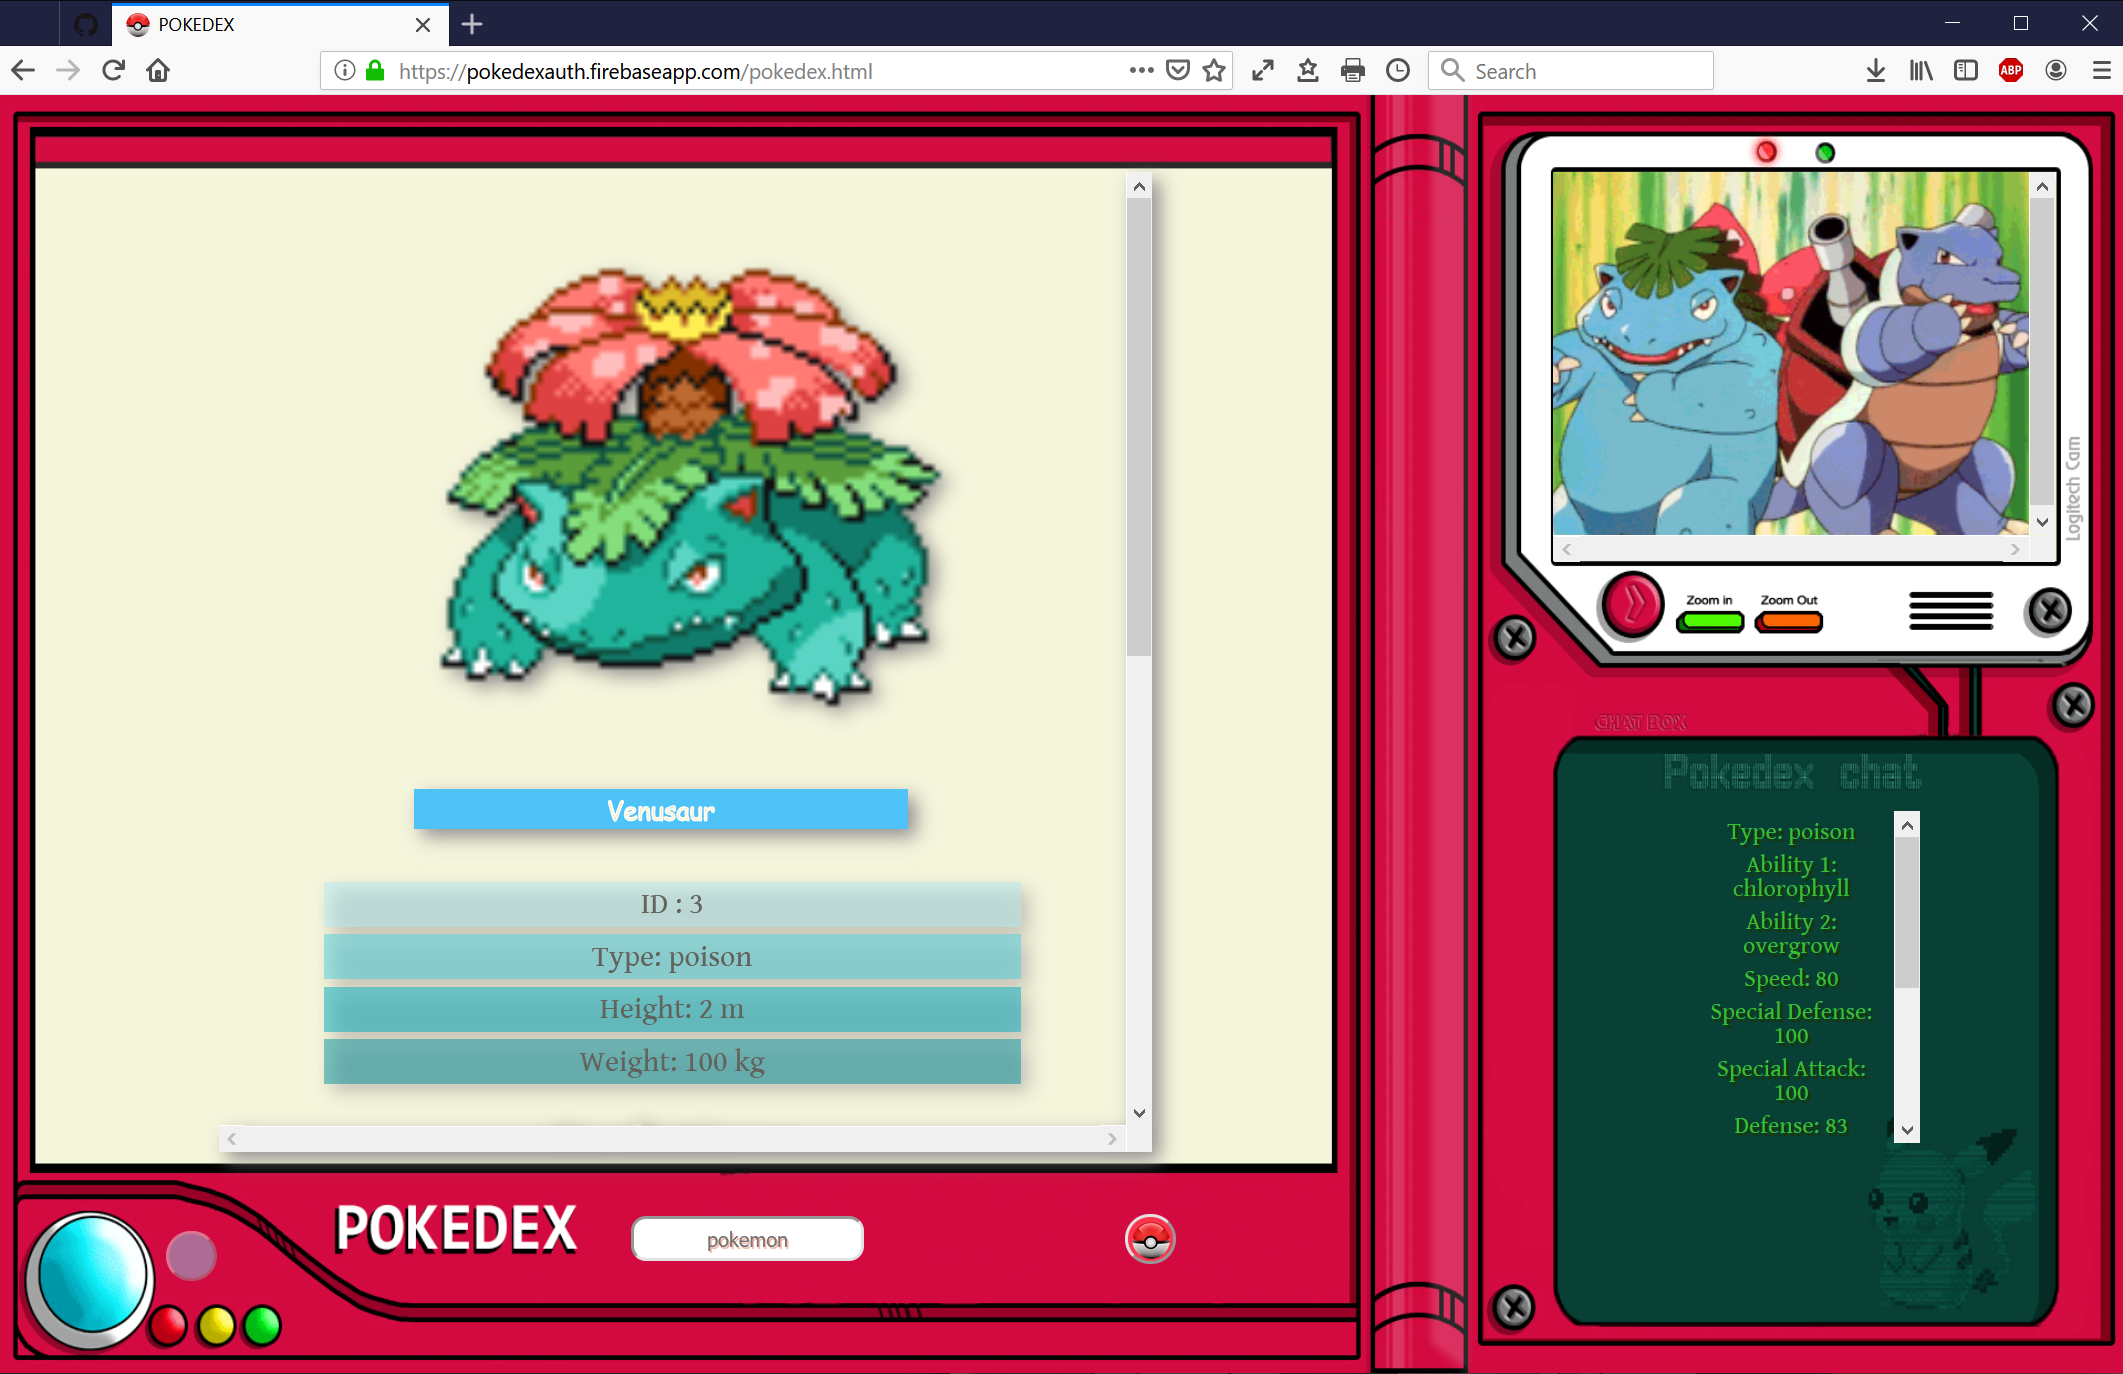 POKEDEX
https://pokedexauth.firebaseapp.com/pokedex.html
Search
ABP
Venusaur
ID : 3
Type: poison
Height: 2 m
Weight: 100 kg
POKEDEX
pokemon
Logitech Cam
Zoom in
Zoom Out
CHAT BOX
Pokedex chat
Type: poison
Ability 1:
chlorophyll
Ability 2:
overgrow
Speed: 80
Special Defense:
100
Special Attack:
100
Defense: 83